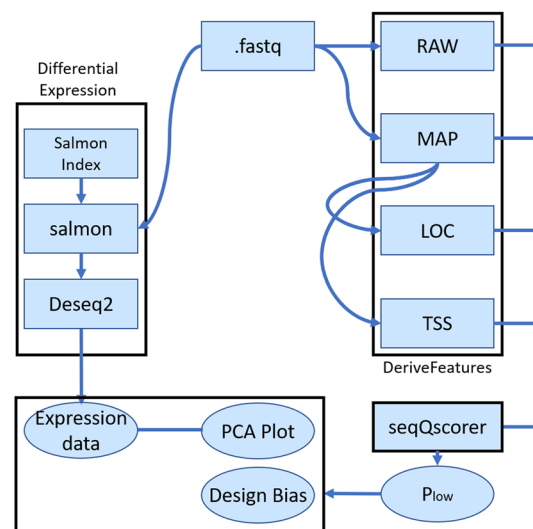 .fastq
RAW
Differential
Expression
MAP
Salmon
Index
salmon
LOC
Deseq2
TSS
DeriveFeatures
Expression
data
PCA Plot
seqQscorer
Design Bias
Plow